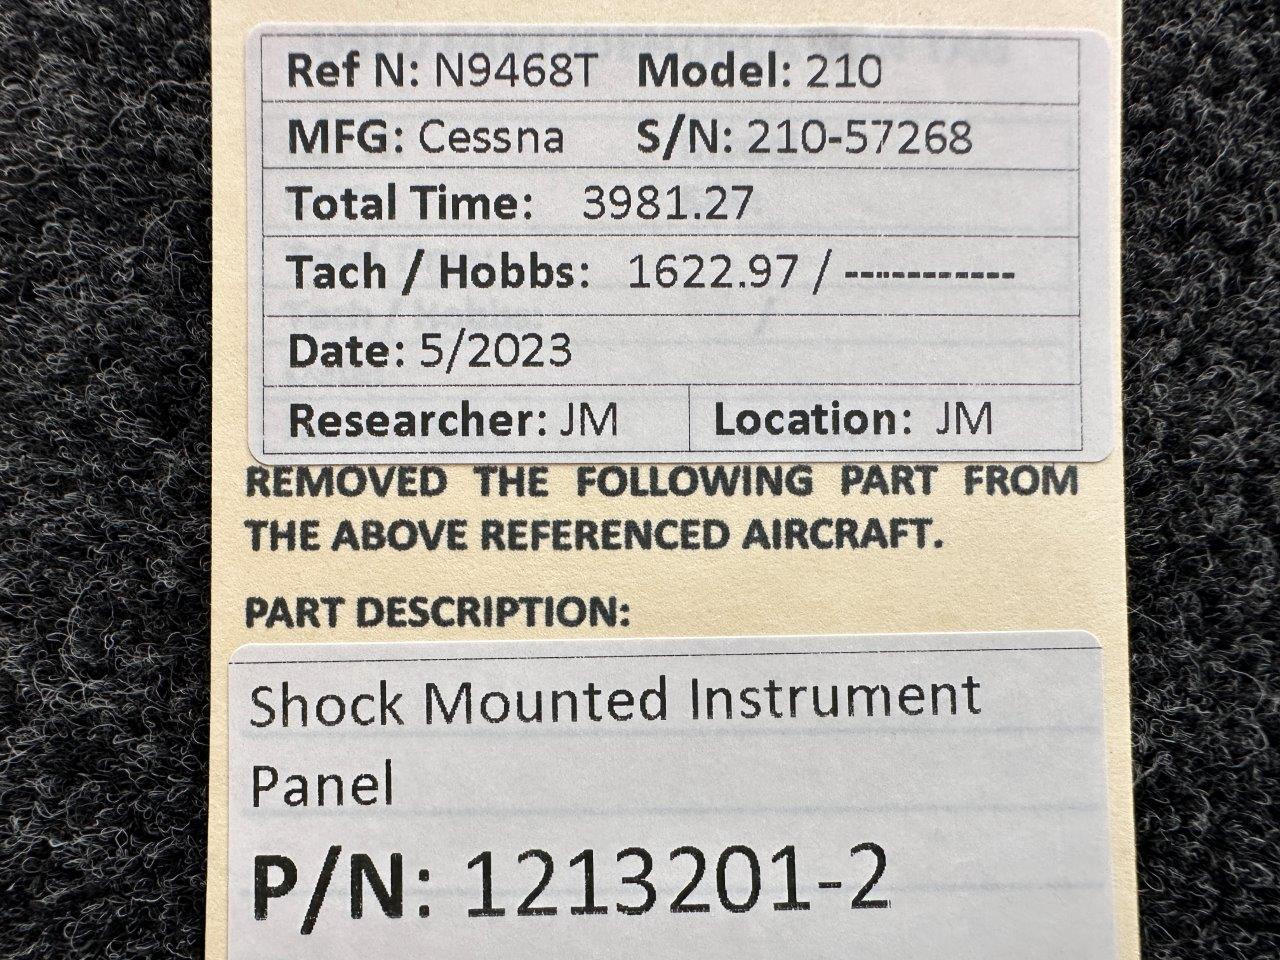 Ref N: N9468T Model: 210
MFG: Cessna S/N: 210-57268
Total Time: 3981.27
Tach / Hobbs: 1622.97 / -----------
Date: 5/2023
Researcher: JM Location: JM
REMOVED THE FOLLOWING PART FROM
THE ABOVE REFERENCED AIRCRAFT.
PART DESCRIPTION:
Shock Mounted Instrument
Panel
P/N: 1213201-2